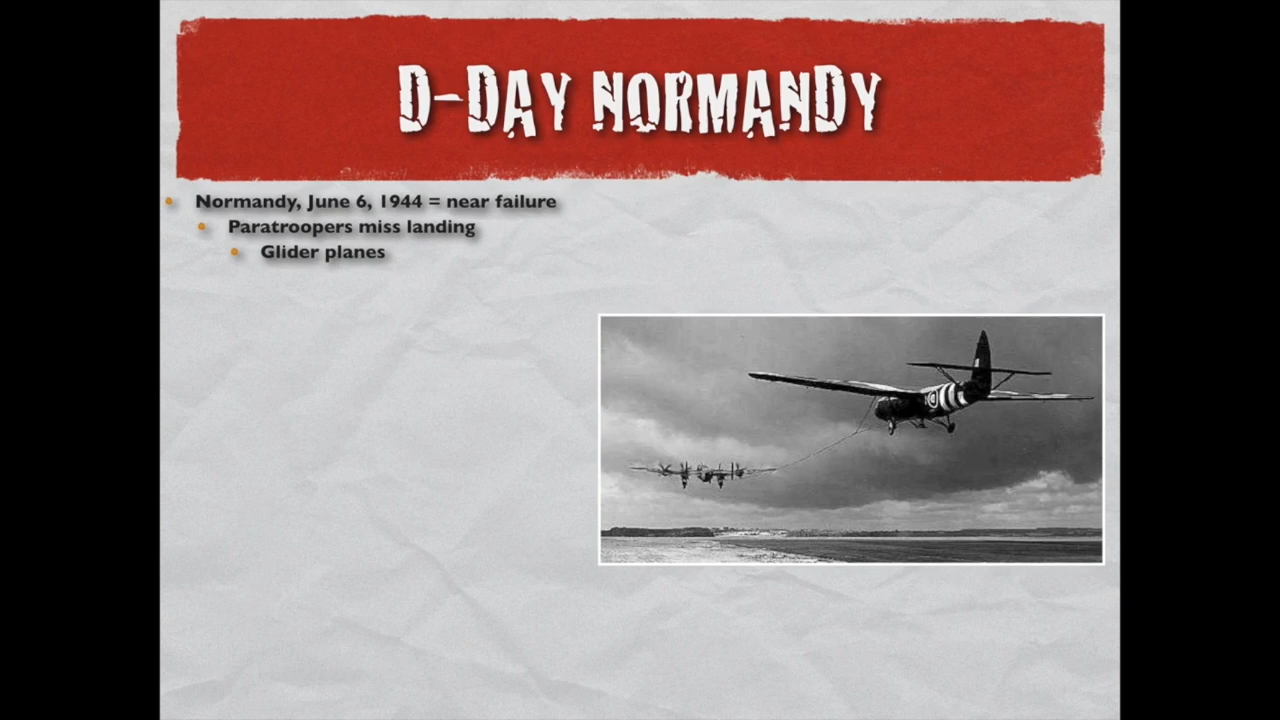 D-DAY NORMANDY
Normandy, June 6, 1944 = near failure
Paratroopers miss landing
Glider planes